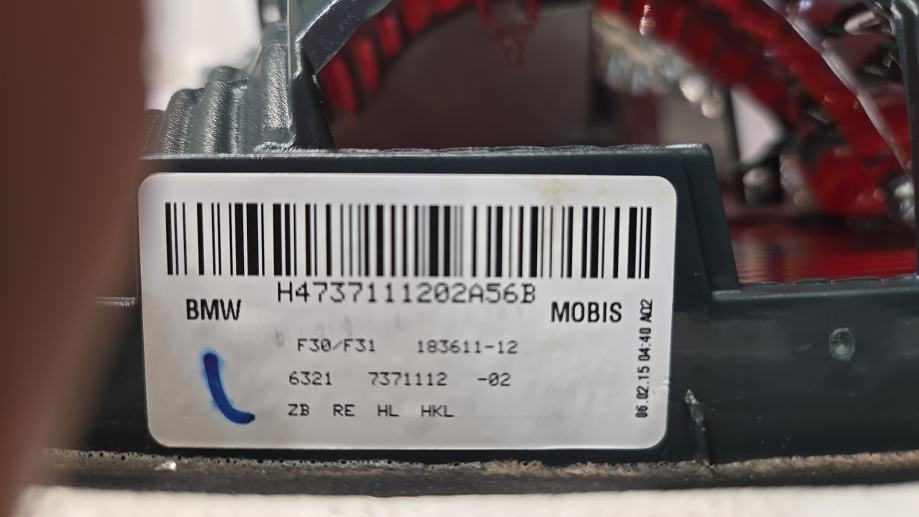 H4737111202A56B
BMW
MOBIS
F30/F31 183611-12
6321 7371112 -02
ZB RE HL HKL
06.02.15 04:40 A02